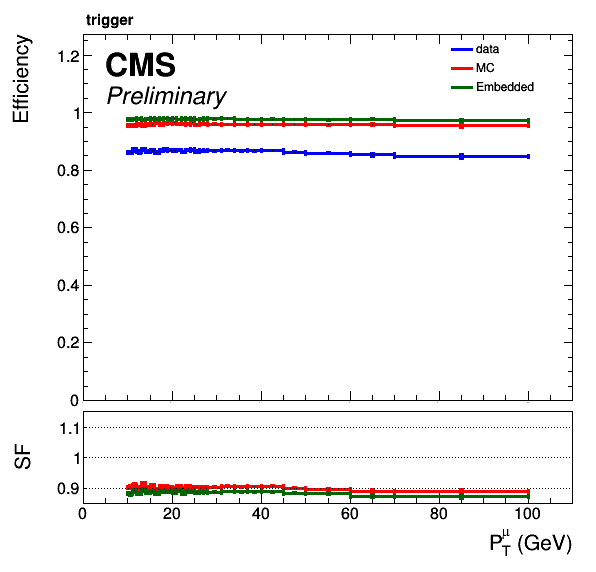 trigger
CMS
Preliminary
data
MC
Embedded
Efficiency
1.2
1
0.8
0.6
0.4
0.2
0
SF
1.1
1
0.9
0 20 40 60 80 100
P_T^μ (GeV)